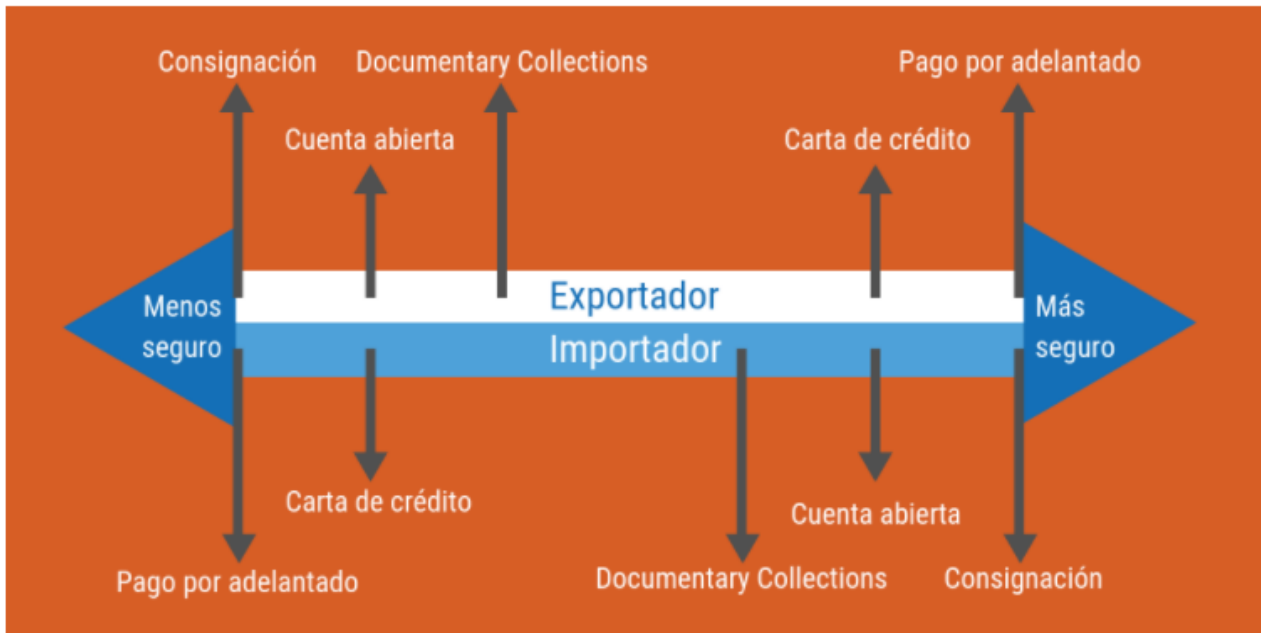 Consignación
Documentary Collections
Pago por adelantado
Cuenta abierta
Carta de crédito
Menos
seguro
Exportador
Importador
Más
seguro
Carta de crédito
Cuenta abierta
Pago por adelantado
Documentary Collections
Consignación